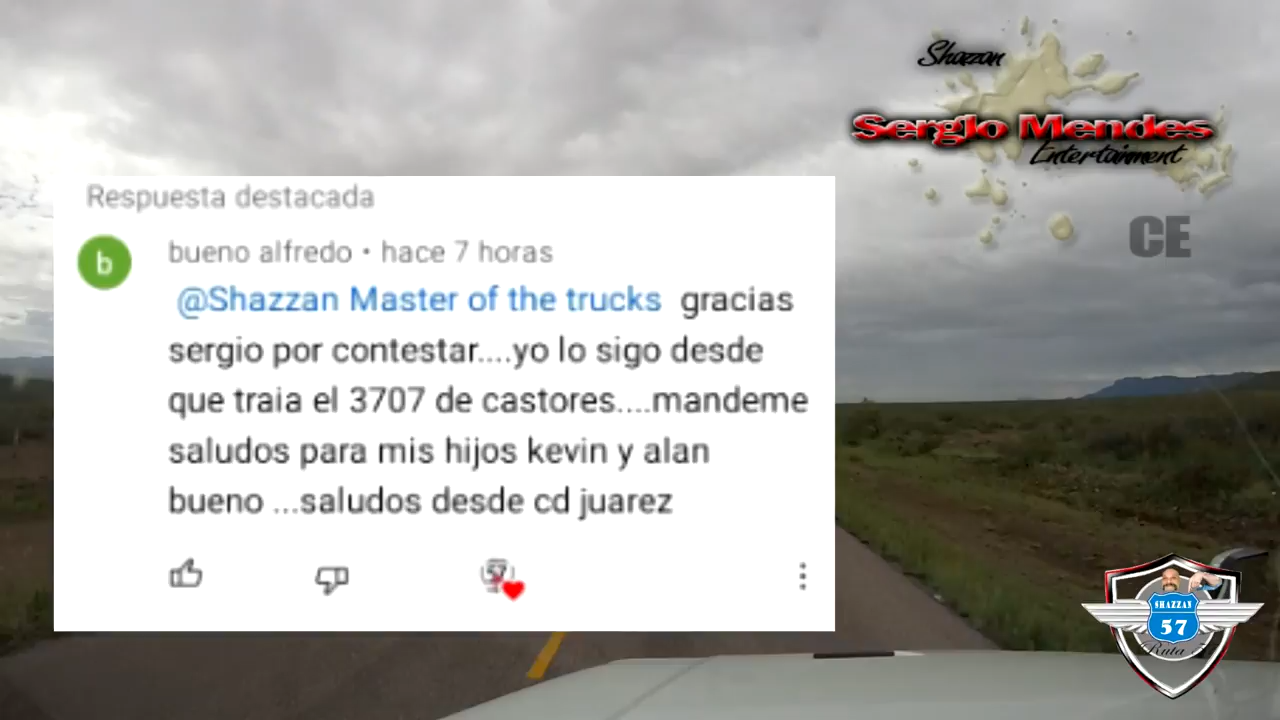 Shazzan
Sergio Mendes
Entertainment
CE
Respuesta destacada
b
bueno alfredo • hace 7 horas
@Shazzan Master of the trucks gracias
sergio por contestar....yo lo sigo desde
que traia el 3707 de castores....mandeme
saludos para mis hijos kevin y alan
bueno ...saludos desde cd juarez
57
SHAZZAN
57
Ruta